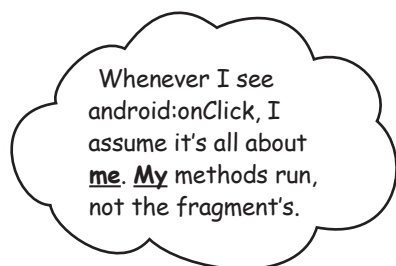 Whenever I see
android:onClick, I
assume it's all about
me. My methods run,
not the fragment's.